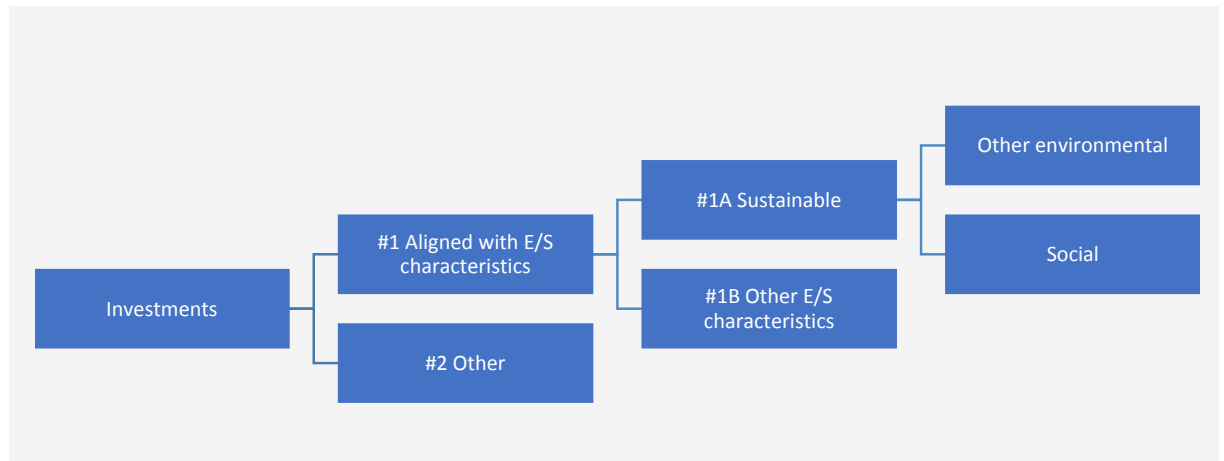 Investments
#1 Aligned with E/S
characteristics
#2 Other
#1A Sustainable
#1B Other E/S
characteristics
Other environmental
Social